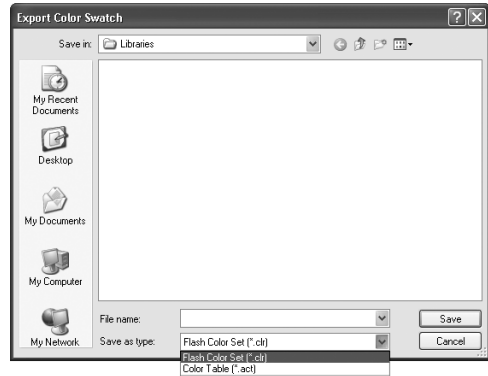 Export Color Swatch
Save in:
Libraries
My Recent
Documents
Desktop
My Documents
My Computer
My Network
File name:
Save
Save as type:
Flash Color Set (*.clr)
Cancel
Flash Color Set (*.clr)
Color Table (*.act)